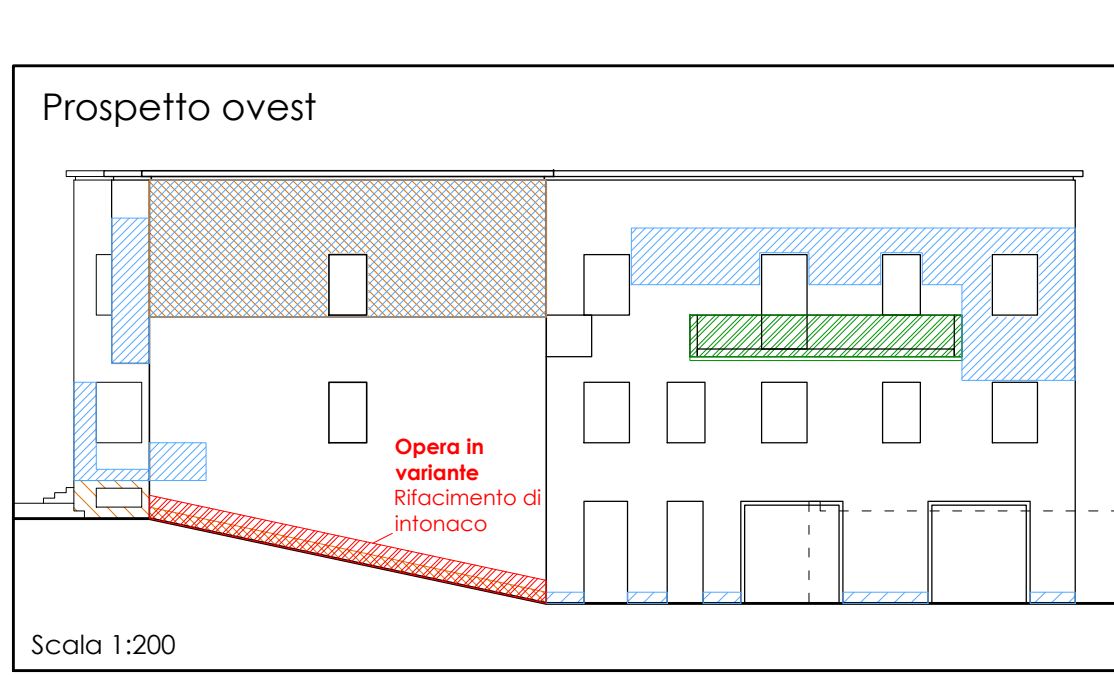 Prospetto ovest
Opera in
variante
Rifacimento di
intonaco
Scala 1:200